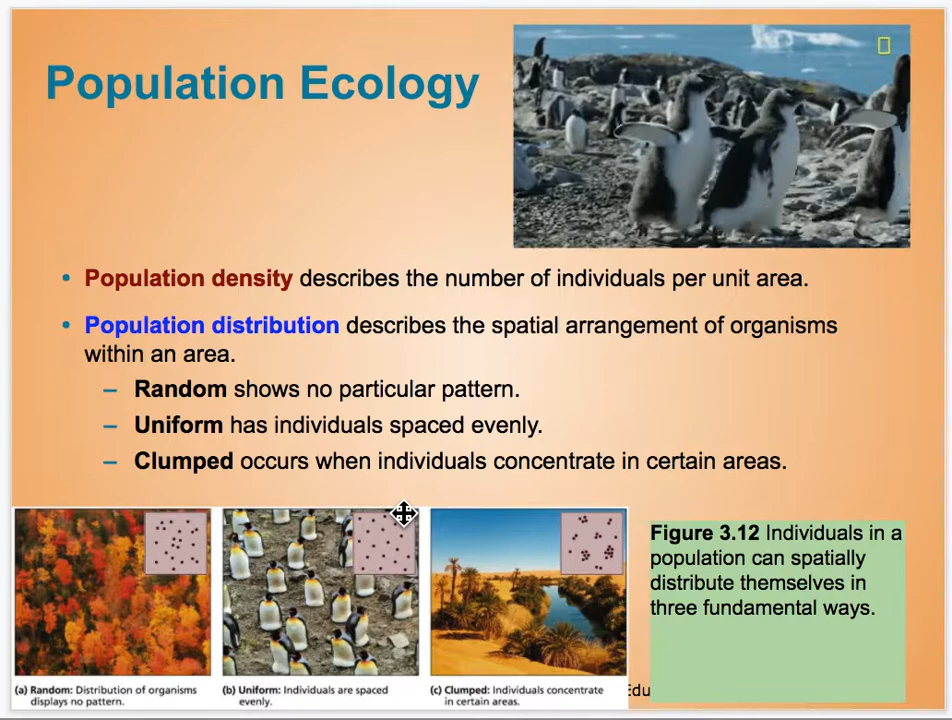 Population Ecology
• Population density describes the number of individuals per unit area.
• Population distribution describes the spatial arrangement of organisms
within an area.
– Random shows no particular pattern.
– Uniform has individuals spaced evenly.
– Clumped occurs when individuals concentrate in certain areas.
(a) Random: Distribution of organisms
displays no pattern.
(b) Uniform: Individuals are spaced
evenly.
(c) Clumped: Individuals concentrate
in certain areas.
Figure 3.12 Individuals in a
population can spatially
distribute themselves in
three fundamental ways.